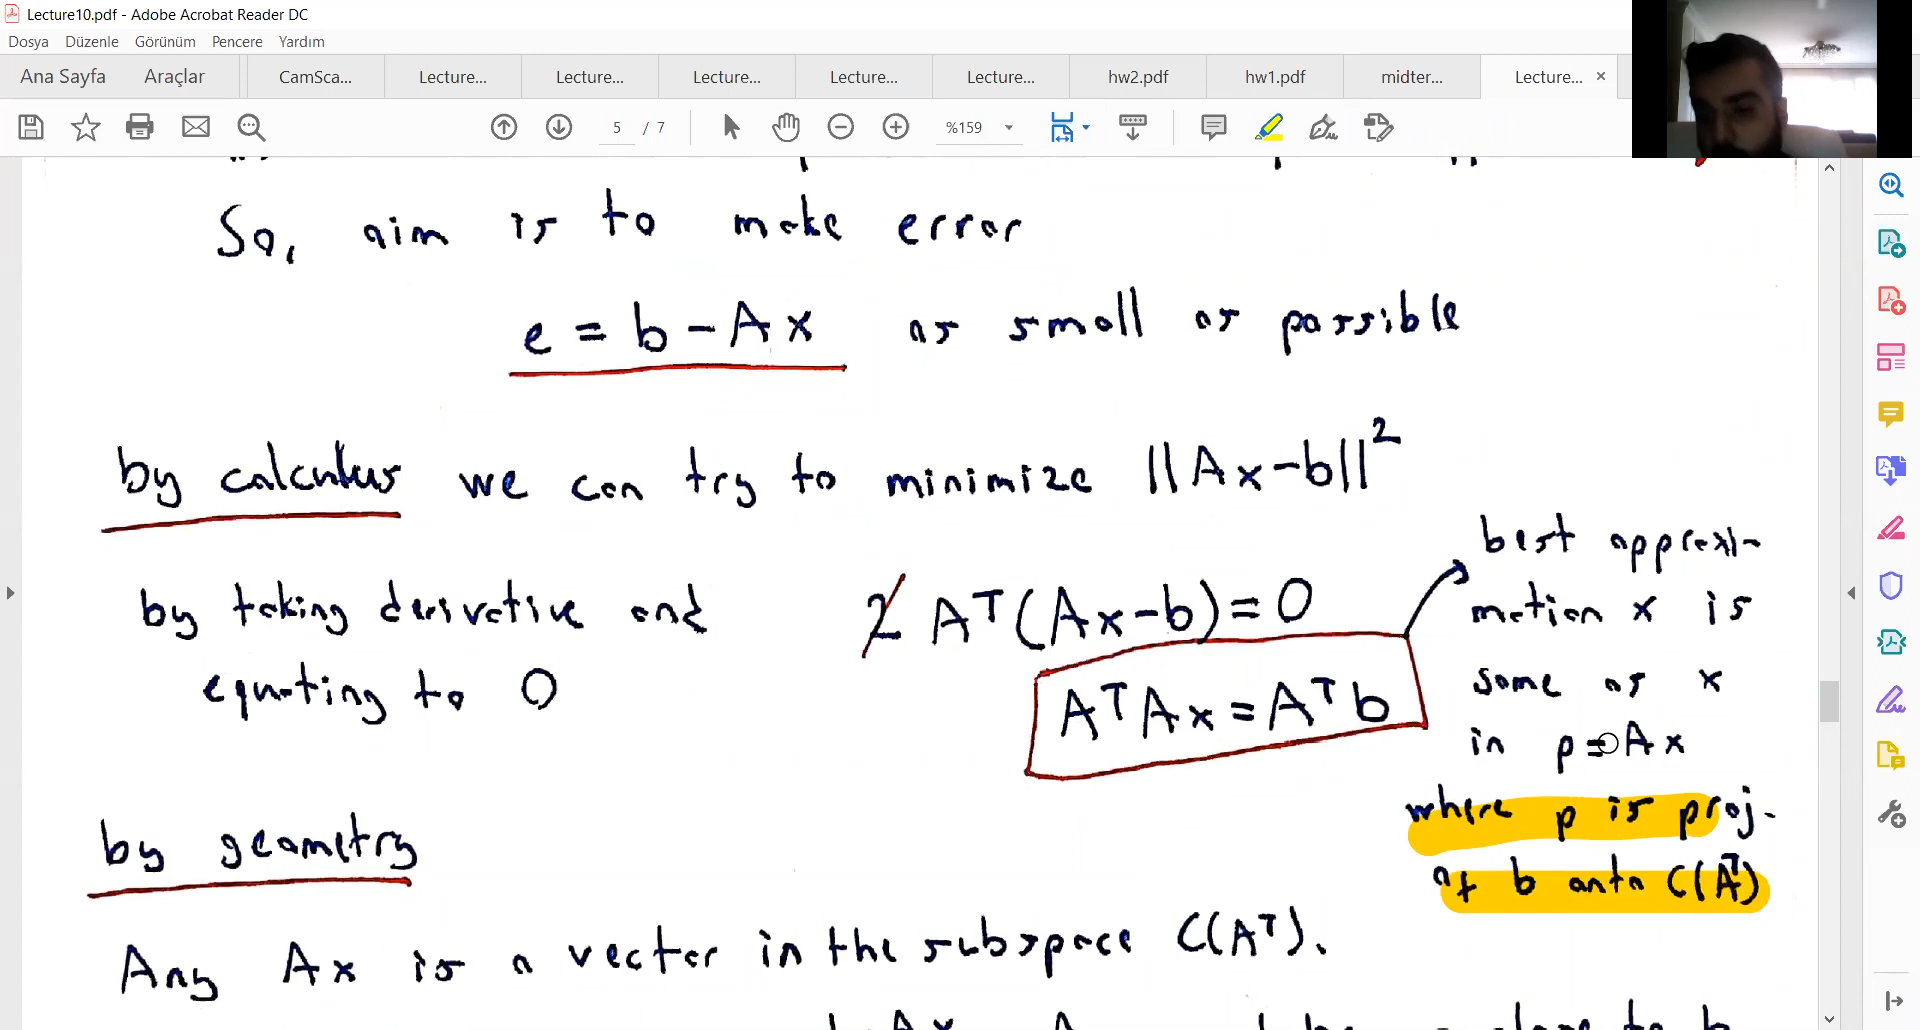 Lecture10.pdf - Adobe Acrobat Reader DC
Dosya Düzenle Görünüm Pencere Yardım
Ana Sayfa Araçlar CamSca... Lecture... Lecture... Lecture... Lecture... Lecture... hw2.pdf hw1.pdf midter... Lecture... ×
5 / 7 %159
So, aim is to make error
e = b - Ax as small as possible
by calculus we can try to minimize ||Ax-b||²
by taking derivative and
equating to 0
2 Aᵀ(Ax-b)=0
AᵀAx=Aᵀb
best approxi-
mation x is
same as x
in p=Ax
where p is proj.
of b onto C(Aᵀ)
by geometry
Any Ax is a vector in the subspace C(Aᵀ).